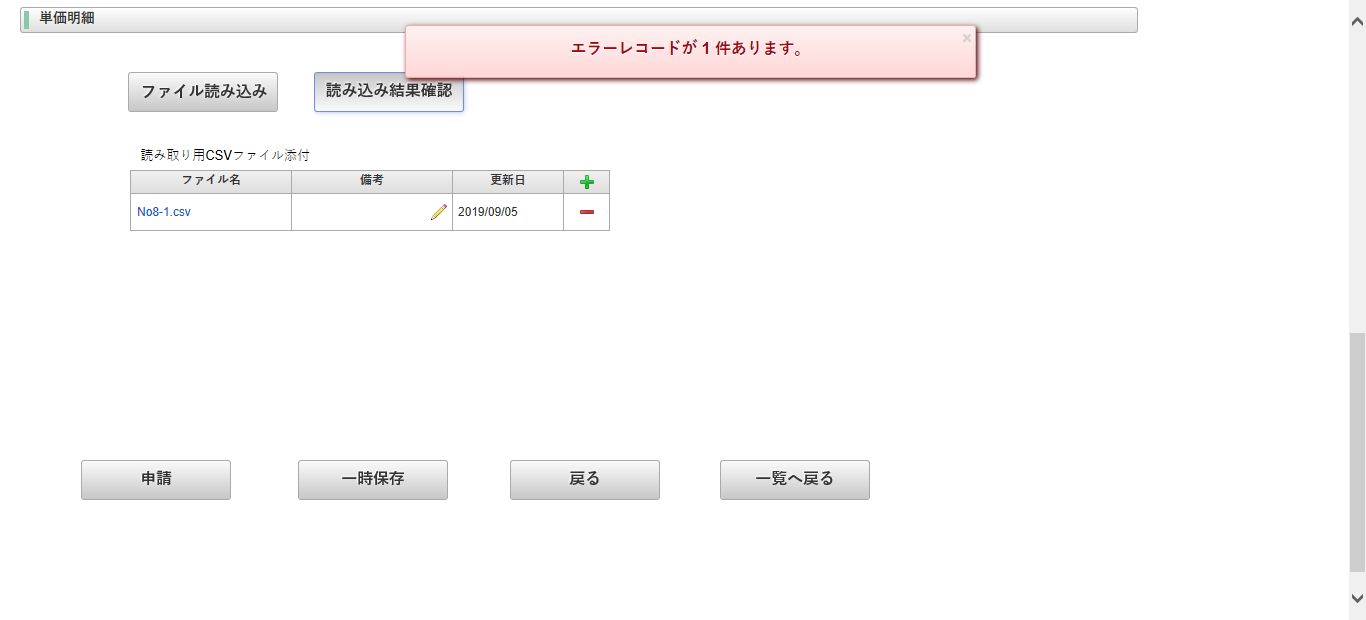 単価明細
エラーレコードが 1 件あります。
×
ファイル読み込み
読み込み結果確認
読み取り用CSVファイル添付
ファイル名 備考 更新日
No8-1.csv 2019/09/05
申請 一時保存 戻る 一覧へ戻る